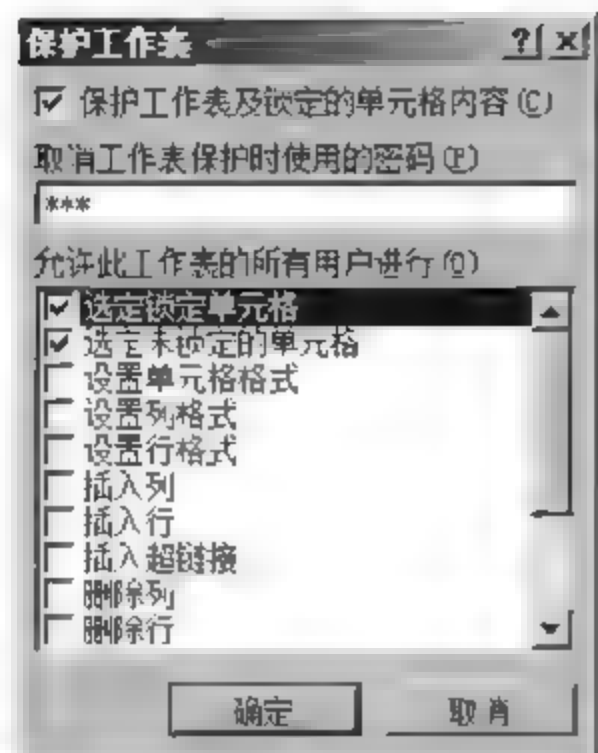 保护工作表
保护工作表及锁定的单元格内容(C)
取消工作表保护时使用的密码(P)
***
允许此工作表的所有用户进行(O)
选定锁定单元格
选定未锁定的单元格
设置单元格格式
设置列格式
设置行格式
插入列
插入行
插入超链接
删除列
删除行
确定 取消